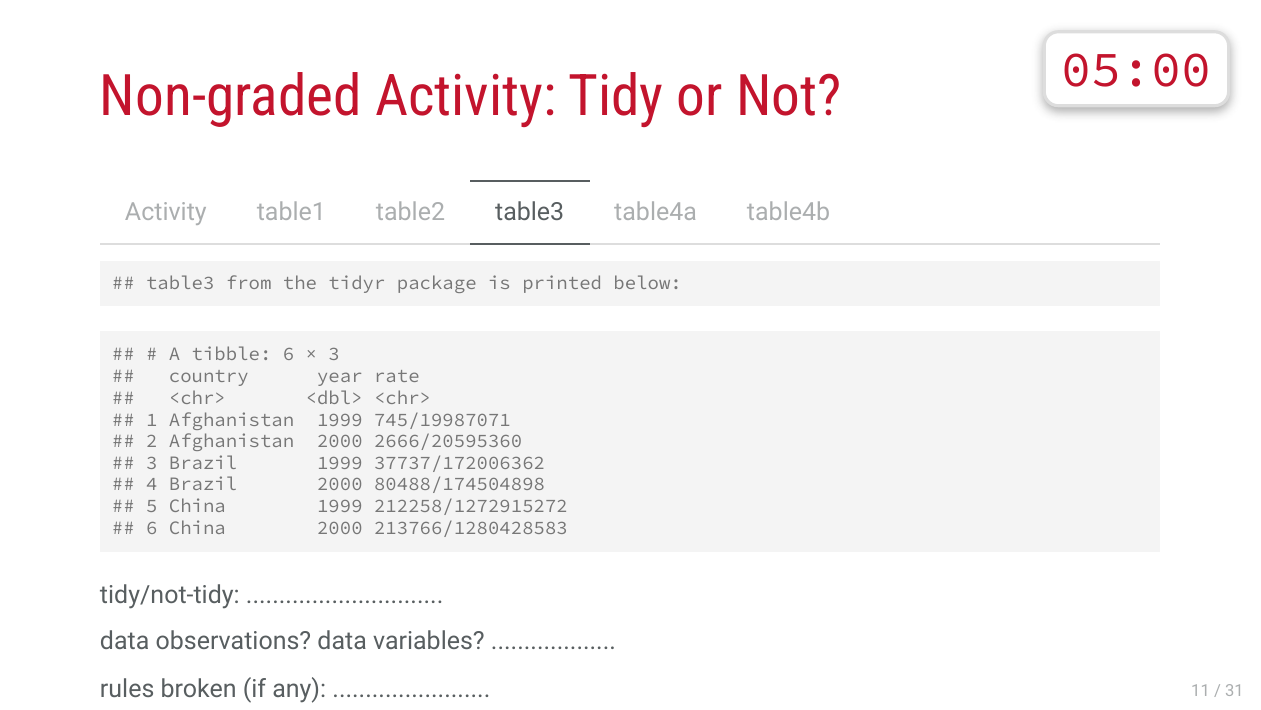 05:00
Non-graded Activity: Tidy or Not?
Activity table1 table2 table3 table4a table4b
## table3 from the tidyr package is printed below:
## # A tibble: 6 × 3
##   country      year rate
##   <chr>       <dbl> <chr>
## 1 Afghanistan  1999 745/19987071
## 2 Afghanistan  2000 2666/20595360
## 3 Brazil       1999 37737/172006362
## 4 Brazil       2000 80488/174504898
## 5 China        1999 212258/1272915272
## 6 China        2000 213766/1280428583
tidy/not-tidy: ..............................
data observations? data variables? ...................
rules broken (if any): ........................
11 / 31